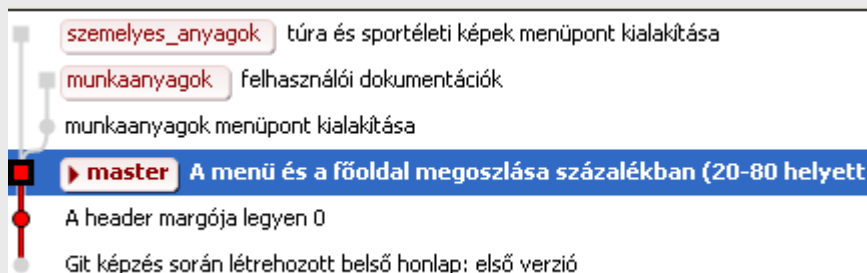 szemelyes_anyagok túra és sportéleti képek menüpont kialakítása
munkaanyagok felhasználói dokumentációk
munkaanyagok menüpont kialakítása
master A menü és a főoldal megoszlása százalékban (20-80 helyett
A header margója legyen 0
Git képzés során létrehozott belső honlap: első verzió